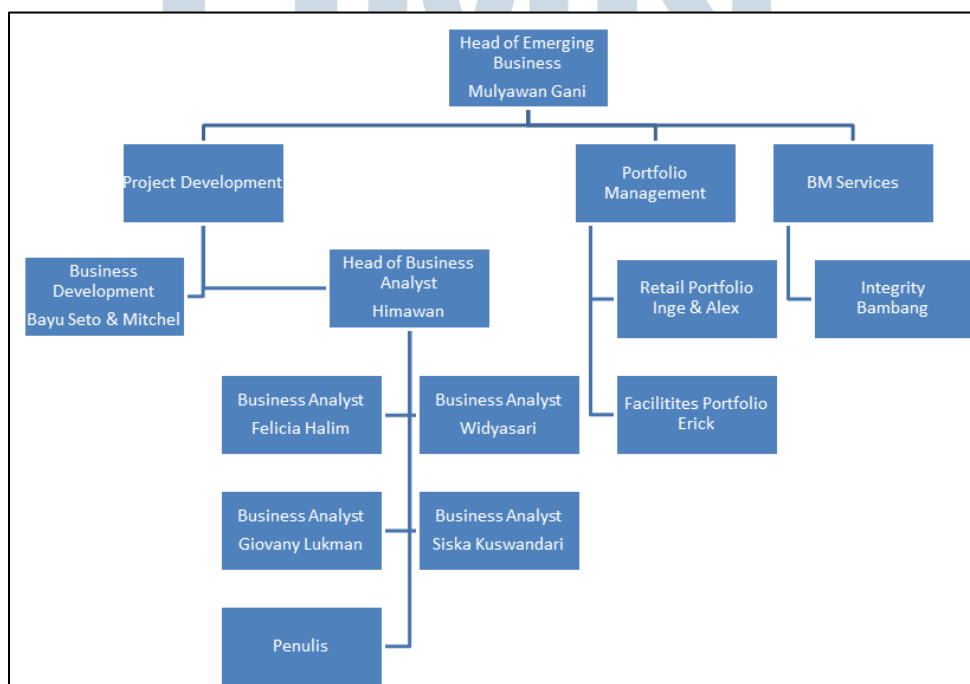 Head of Emerging
Business
Mulyawan Gani
Project Development
Portfolio
Management
BM Services
Business
Development
Bayu Seto & Mitchel
Head of Business
Analyst
Himawan
Retail Portfolio
Inge & Alex
Integrity
Bambang
Business Analyst
Felicia Halim
Business Analyst
Widyasari
Facilitites Portfolio
Erick
Business Analyst
Giovany Lukman
Business Analyst
Siska Kuswandari
Penulis